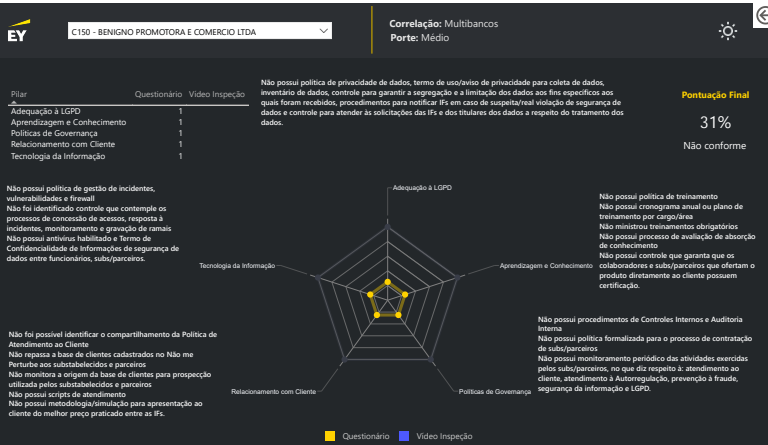 EY
C150 - BENIGNO PROMOTORA E COMERCIO LTDA
Correlação: Multibancos
Porte: Médio
Pilar Questionário Vídeo Inspeção
Adequação à LGPD 1
Aprendizagem e Conhecimento 1
Políticas de Governança 1
Relacionamento com Cliente 1
Tecnologia da Informação 1
Não possui política de privacidade de dados, termo de uso/aviso de privacidade para coleta de dados,
inventário de dados, controle para garantir a segregação e a limitação dos dados aos fins específicos aos
quais foram recebidos, procedimentos para notificar IFs em caso de suspeita/real violação de segurança de
dados e controle para atender às solicitações das IFs e dos titulares dos dados a respeito do tratamento dos
dados.
Pontuação Final
31%
Não conforme
Não possui política de gestão de incidentes,
vulnerabilidades e firewall
Não foi identificado controle que contemple os
processos de concessão de acessos, resposta à
incidentes, monitoramento e gravação de ramais
Não possui antivírus habilitado e Termo de
Confidencialidade de Informações de segurança de
dados entre funcionários, subs/parceiros.
Adequação à LGPD
Não possui política de treinamento
Não possui cronograma anual ou plano de
treinamento por cargo/área
Não ministrou treinamentos obrigatórios
Não possui processo de avaliação de absorção
de conhecimento
Não possui controle que garanta que os
colaboradores e subs/parceiros que ofertam o
produto diretamente ao cliente possuem
certificação.
Tecnologia da Informação
Aprendizagem e Conhecimento
Não foi possível identificar o compartilhamento da Política de
Atendimento ao Cliente
Não repassa a base de clientes cadastrados no Não me
Perturbe aos substabelecidos e parceiros
Não monitora a origem da base de clientes para prospecção
utilizada pelos substabelecidos e parceiros
Não possui scripts de atendimento
Não possui metodologia/simulação para apresentação ao
cliente do melhor preço praticado entre as IFs.
Não possui procedimentos de Controles Internos e Auditoria
Interna
Não possui política formalizada para o processo de contratação
de subs/parceiros
Não possui monitoramento periódico das atividades exercidas
pelos subs/parceiros, no que diz respeito à: atendimento ao
cliente, atendimento à Autorregulação, prevenção à fraude,
segurança da informação e LGPD.
Relacionamento com Cliente
Políticas de Governança
Questionário Vídeo Inspeção